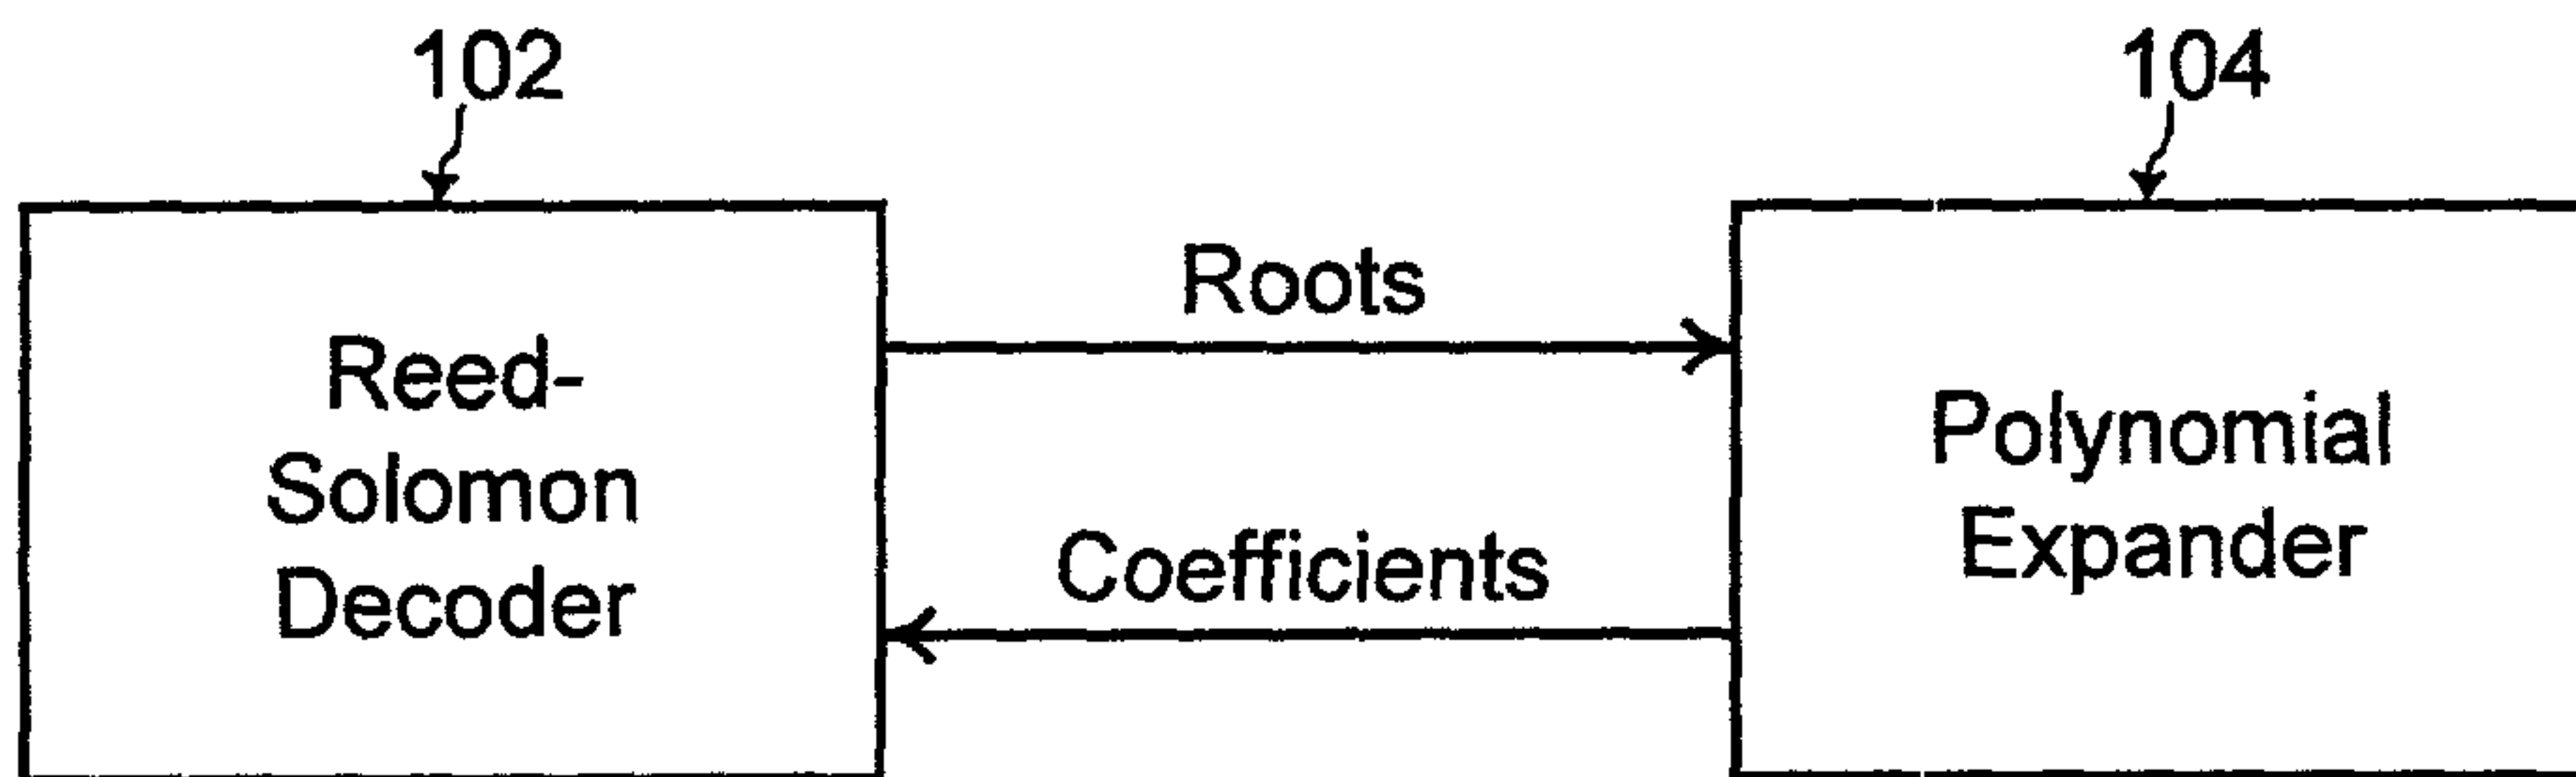 102
104
Reed-
Solomon
Decoder
Roots
Coefficients
Polynomial
Expander